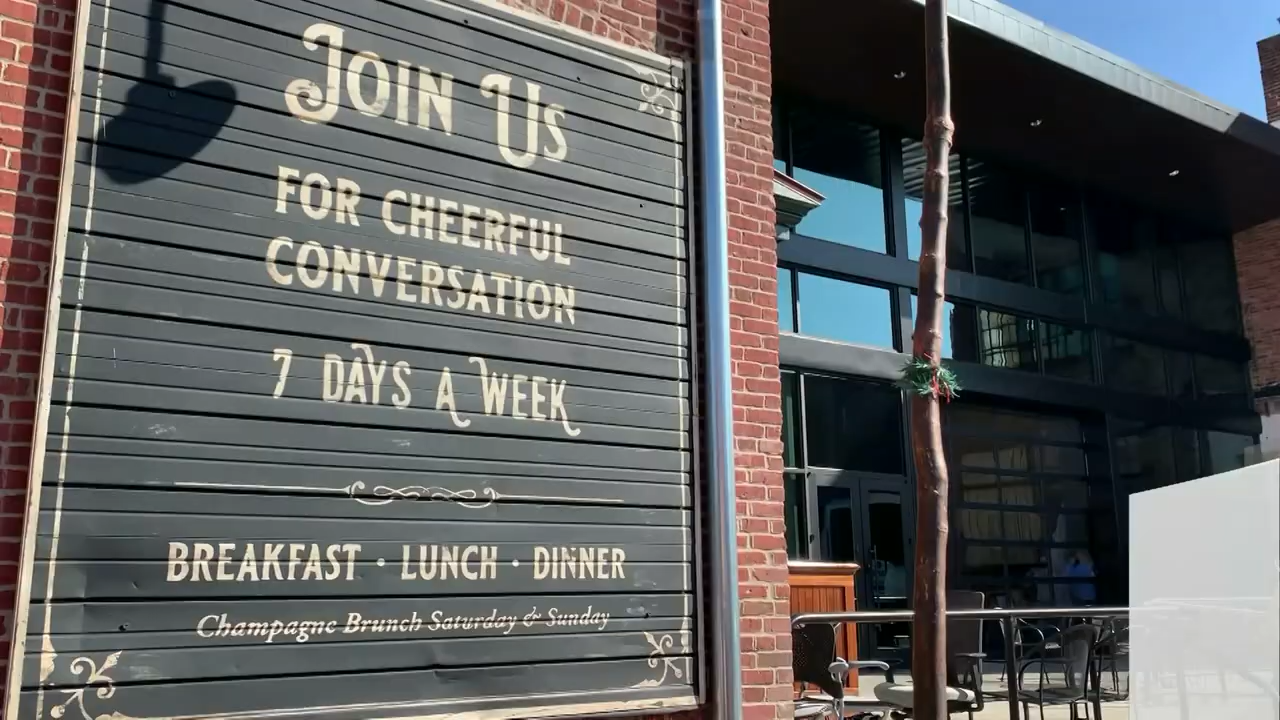 Join Us
FOR CHEERFUL
CONVERSATION
7 DAYS A WEEK
BREAKFAST · LUNCH · DINNER
Champagne Brunch Saturday & Sunday